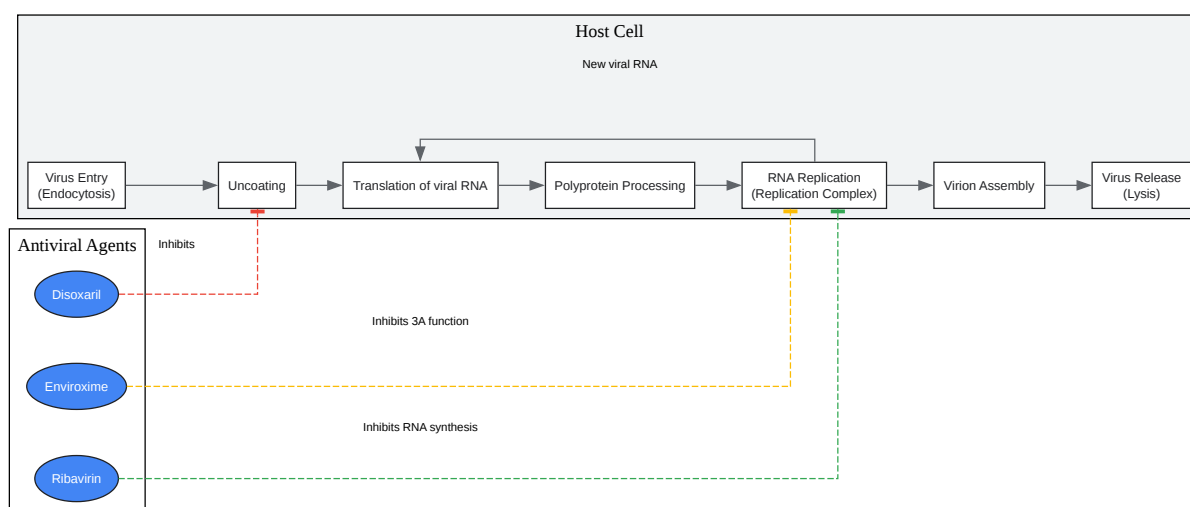 Host Cell
New viral RNA
Virus Entry
(Endocytosis)
Uncoating
Translation of viral RNA
Polyprotein Processing
RNA Replication
(Replication Complex)
Virion Assembly
Virus Release
(Lysis)
Antiviral Agents
Inhibits
Disoxaril
Inhibits 3A function
Enviroxime
Inhibits RNA synthesis
Ribavirin